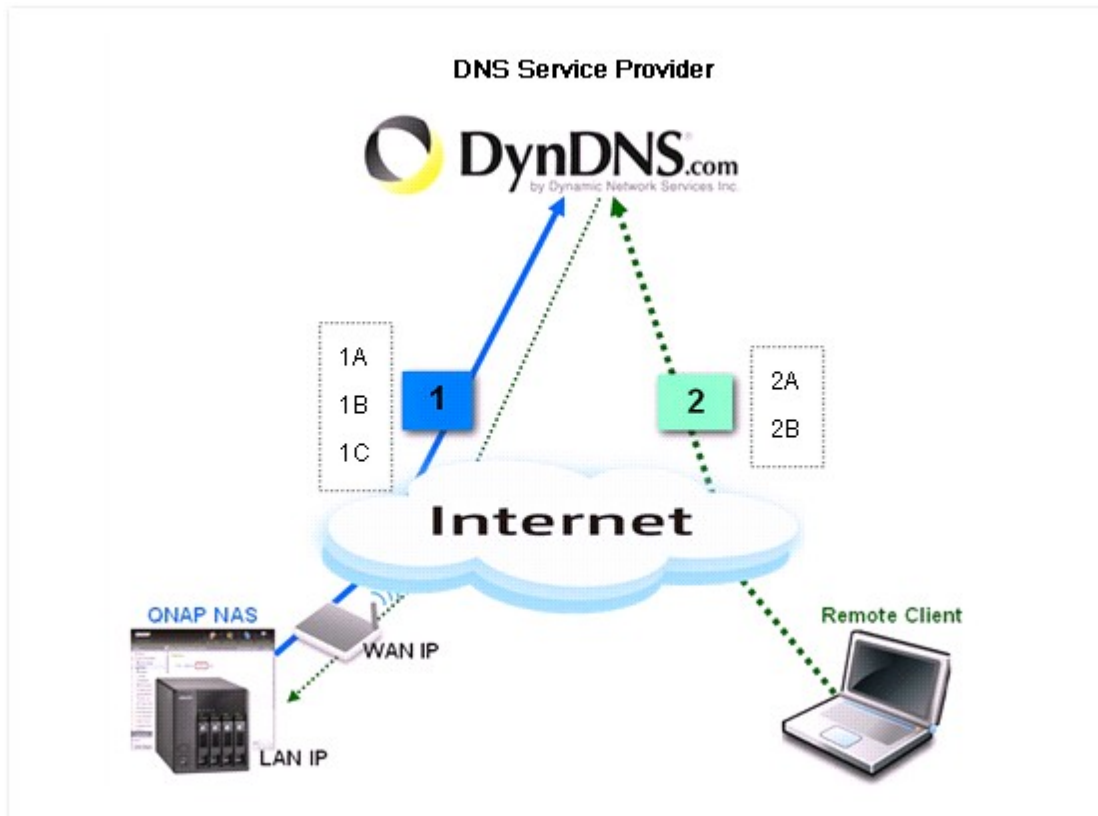 DNS Service Provider
DynDNS.com
by Dynamic Network Services Inc.
1A
1B
1C
1
2
2A
2B
Internet
QNAP NAS
WAN IP
LAN IP
Remote Client